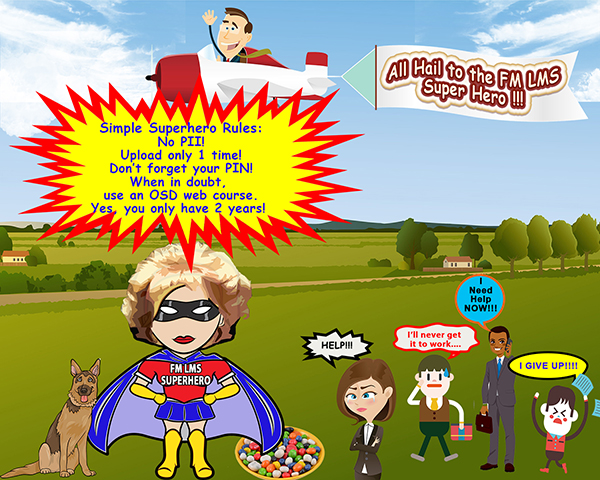 All Hail to the FM LMS
Super Hero !!!
Simple Superhero Rules:
No PII!
Upload only 1 time!
Don't forget your PIN!
When in doubt,
use an OSD web course.
Yes, you only have 2 years!
FM LMS
SUPERHERO
HELP!!!
I'll never get
it to work....
I
Need
Help
NOW!!!
I GIVE UP!!!!